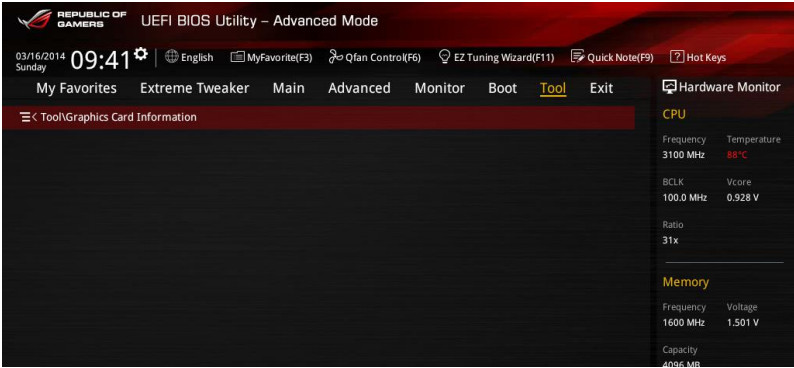 REPUBLIC OF
GAMERS
UEFI BIOS Utility – Advanced Mode
03/16/2014
Sunday
09:41
English
MyFavorite(F3)
Qfan Control(F6)
EZ Tuning Wizard(F11)
Quick Note(F9)
? Hot Keys
My Favorites Extreme Tweaker Main Advanced Monitor Boot Tool Exit
Hardware Monitor
< Tool\Graphics Card Information
CPU
Frequency Temperature
3100 MHz 88°C
BCLK Vcore
100.0 MHz 0.928 V
Ratio
31x
Memory
Frequency Voltage
1600 MHz 1.501 V
Capacity
4096 MB